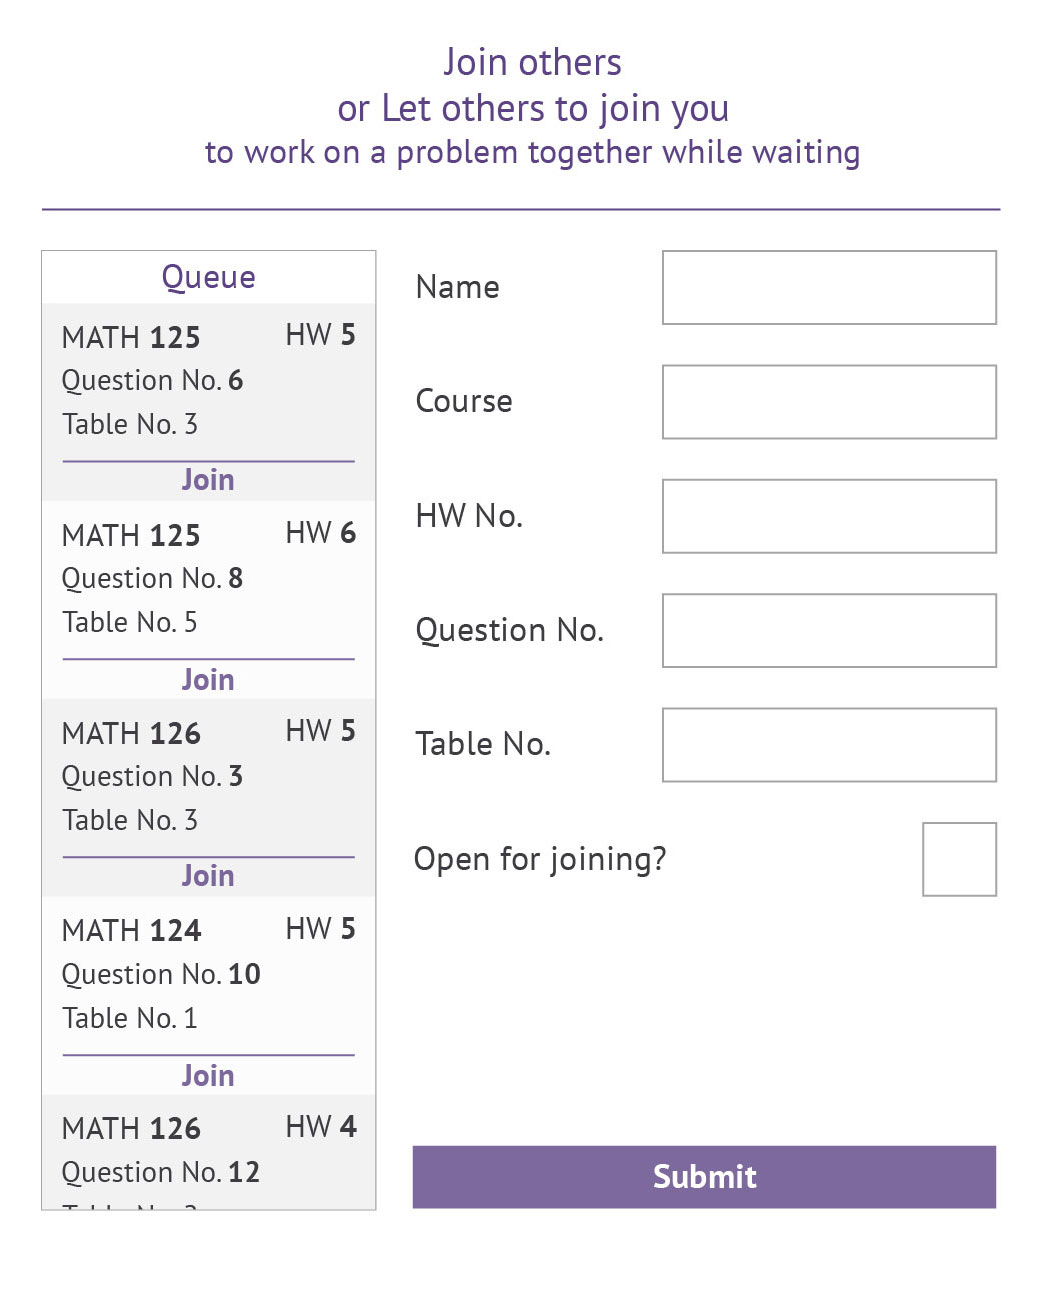 Join others
or Let others to join you
to work on a problem together while waiting
Queue
MATH 125 HW 5
Question No. 6
Table No. 3
Join
MATH 125 HW 6
Question No. 8
Table No. 5
Join
MATH 126 HW 5
Question No. 3
Table No. 3
Join
MATH 124 HW 5
Question No. 10
Table No. 1
Join
MATH 126 HW 4
Question No. 12
Table No.
Name
Course
HW No.
Question No.
Table No.
Open for joining?
Submit